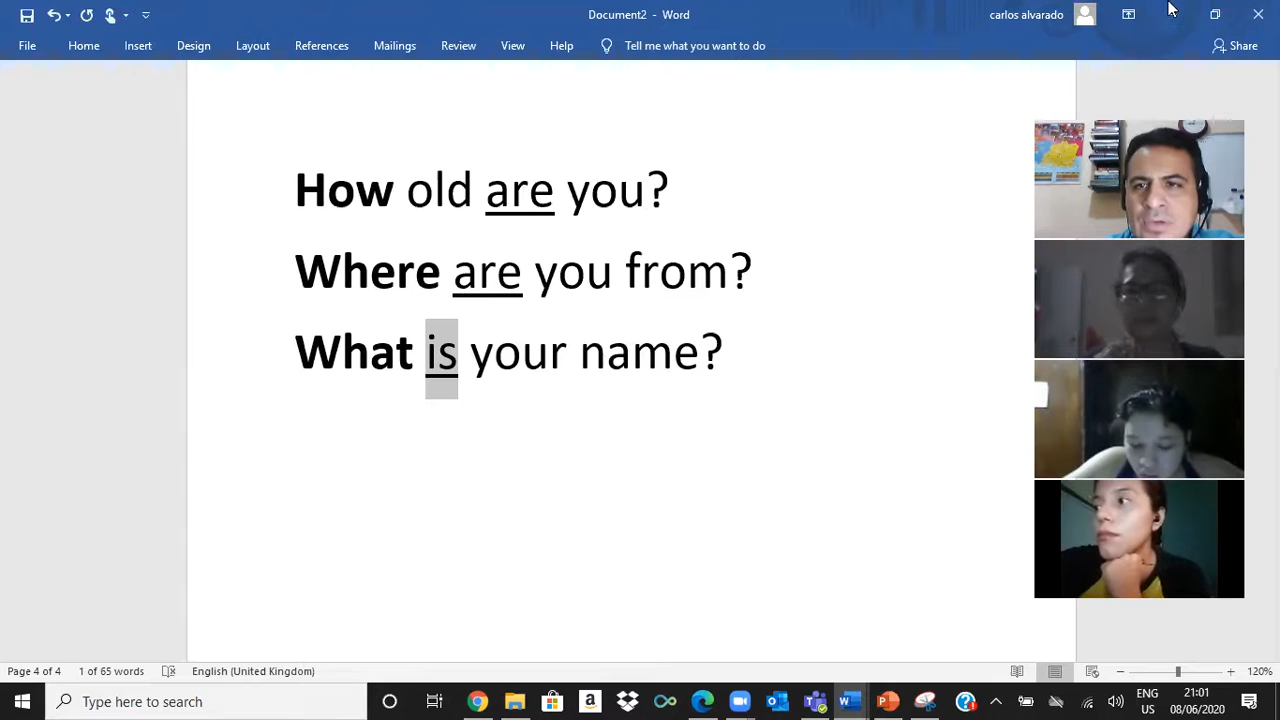 Document2 - Word
carlos alvarado
File Home Insert Design Layout References Mailings Review View Help Tell me what you want to do Share
How old are you?
Where are you from?
What is your name?
Page 4 of 4 1 of 65 words English (United Kingdom) 120%
Type here to search
ENG
US
21:01
08/06/2020